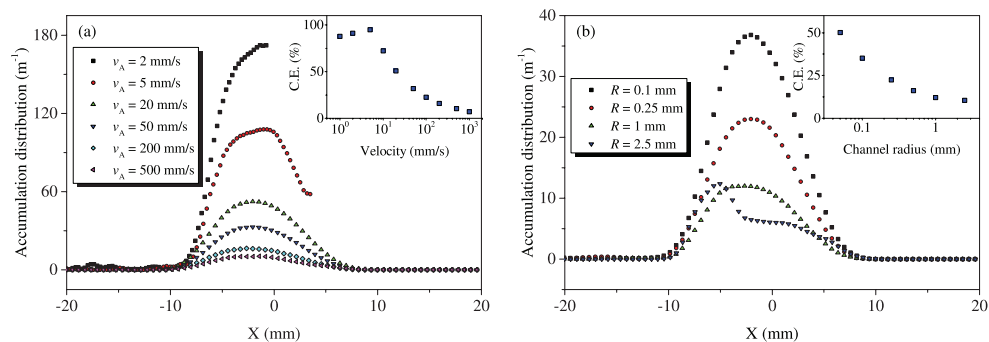 (a)
Accumulation distribution (m⁻¹)
180
120
60
0
-20
-10
0
10
20
X (mm)
v_A = 2 mm/s
v_A = 5 mm/s
v_A = 20 mm/s
v_A = 50 mm/s
v_A = 200 mm/s
v_A = 500 mm/s
C.E. (%)
100
50
0
10⁰
10¹
10²
10³
Velocity (mm/s)
(b)
Accumulation distribution (m⁻¹)
40
30
20
10
0
-20
-10
0
10
20
X (mm)
R = 0.1 mm
R = 0.25 mm
R = 1 mm
R = 2.5 mm
C.E. (%)
50
25
0
0.1
1
Channel radius (mm)